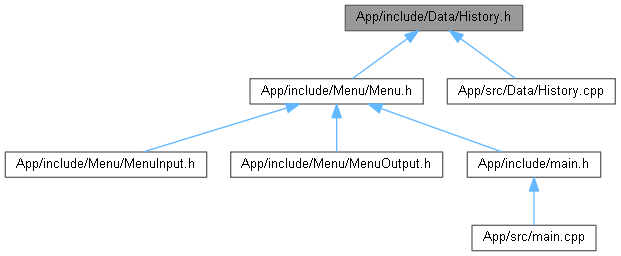 App/include/Data/History.h
App/include/Menu/Menu.h
App/src/Data/History.cpp
App/include/Menu/MenuInput.h
App/include/Menu/MenuOutput.h
App/include/main.h
App/src/main.cpp